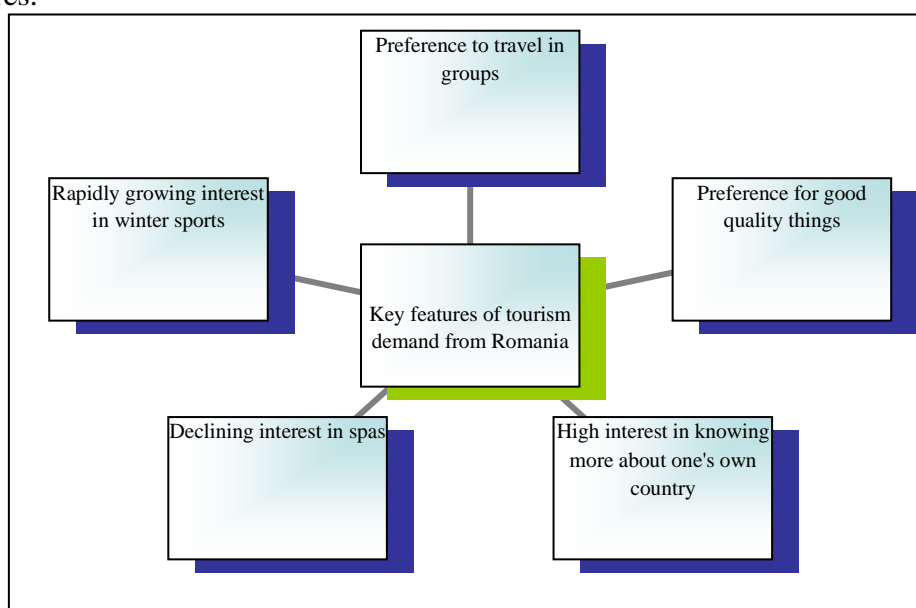 res:
Preference to travel in
groups
Rapidly growing interest
in winter sports
Preference for good
quality things
Key features of tourism
demand from Romania
Declining interest in spas
High interest in knowing
more about one's own
country